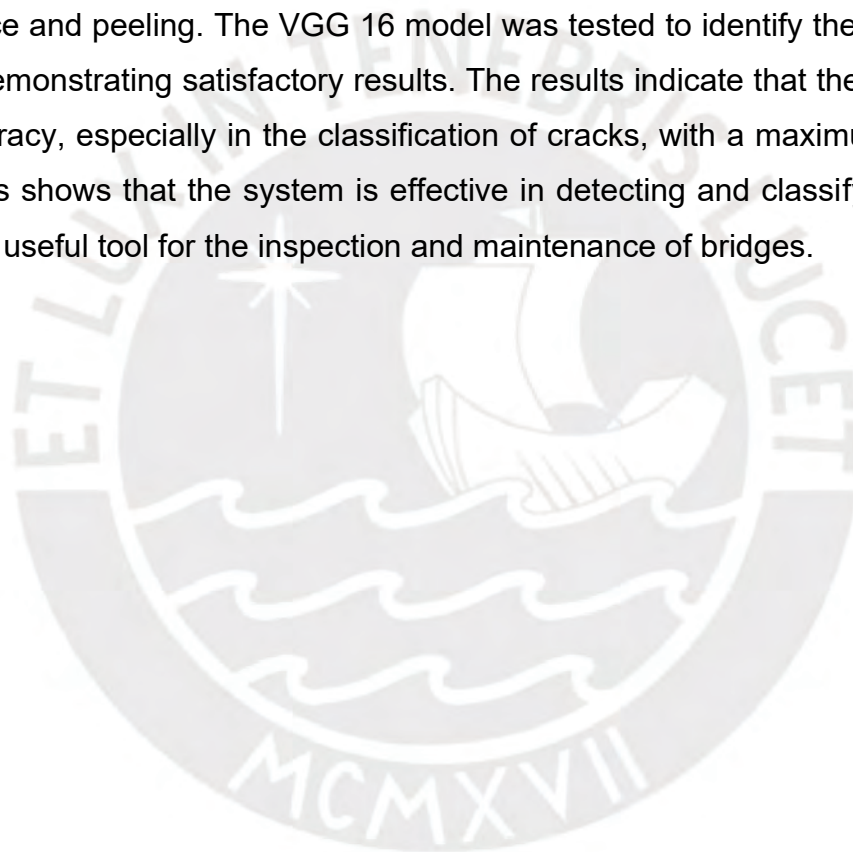 ce and peeling. The VGG 16 model was tested to identify the
emonstrating satisfactory results. The results indicate that the
racy, especially in the classification of cracks, with a maximu
s shows that the system is effective in detecting and classif
useful tool for the inspection and maintenance of bridges.
ET LUX IN TENEBRIS LUCET
MCMXVII